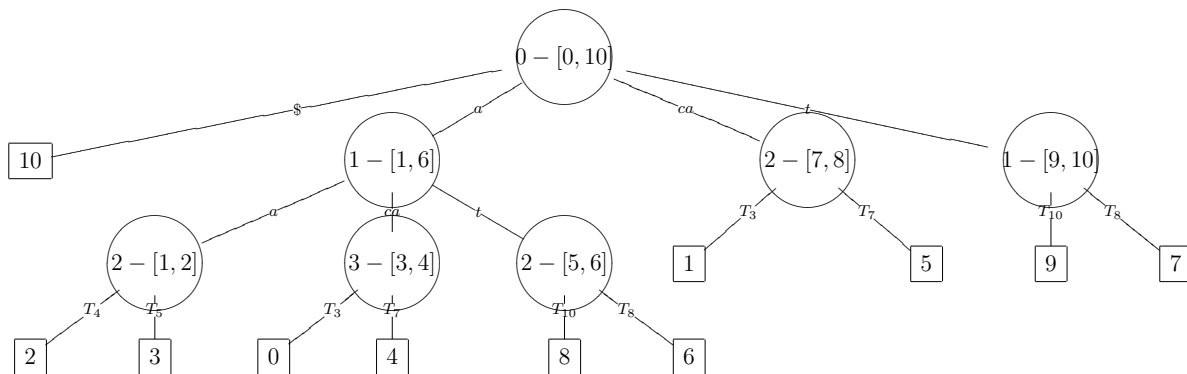 0 − [0, 10]
$ a ca t
10 1 − [1, 6] 2 − [7, 8] 1 − [9, 10]
a ca t T₃ T₇ T₁₀ T₈
2 − [1, 2] 3 − [3, 4] 2 − [5, 6] 1 5 9 7
T₄ T₅ T₃ T₇ T₁₀ T₈
2 3 0 4 8 6